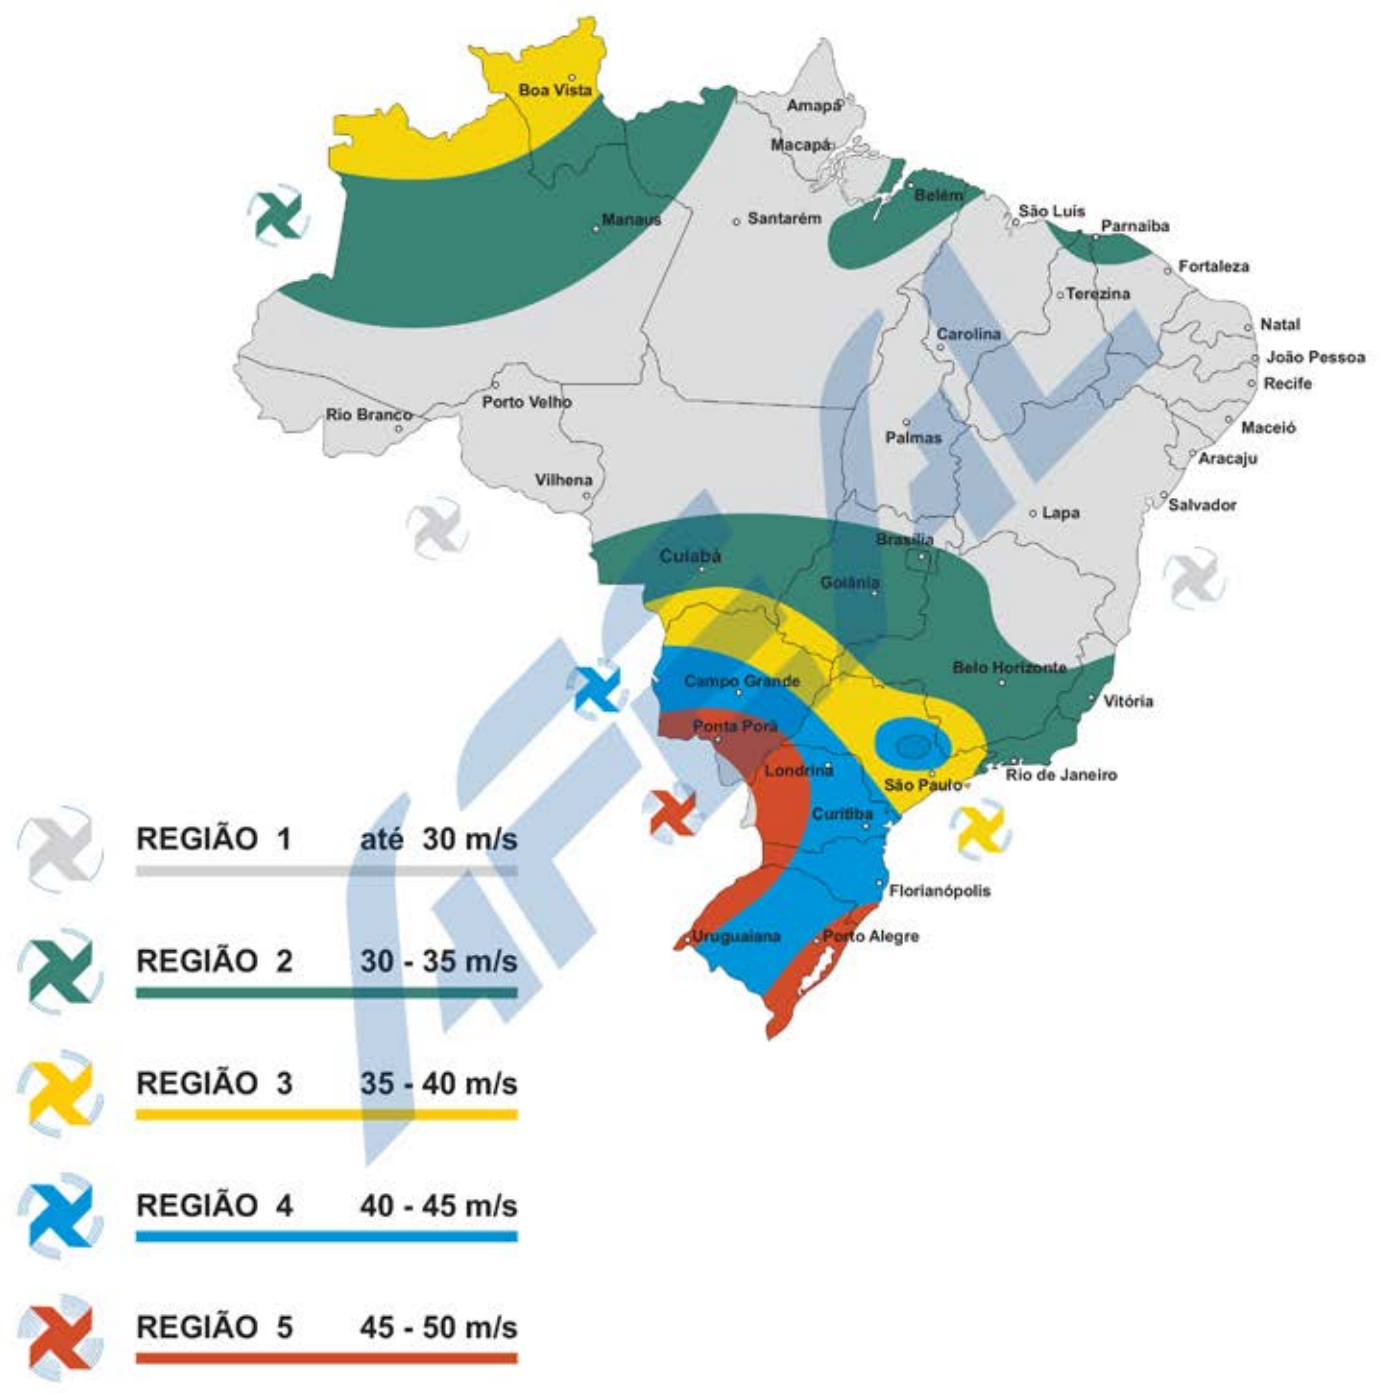 Boa Vista
Amapá
Macapá
Belém
Manaus
Santarém
São Luís
Parnaiba
Fortaleza
Terezina
Natal
Carolina
João Pessoa
Recife
Porto Velho
Rio Branco
Maceió
Palmas
Aracaju
Vilhena
Salvador
Lapa
Brasília
Cuiabá
Goiânia
Belo Horizonte
Campo Grande
Vitória
Ponta Porã
Londrina
Rio de Janeiro
São Paulo
Curitiba
Florianópolis
Uruguaiana
Porto Alegre
REGIÃO 1 até 30 m/s
REGIÃO 2 30 - 35 m/s
REGIÃO 3 35 - 40 m/s
REGIÃO 4 40 - 45 m/s
REGIÃO 5 45 - 50 m/s